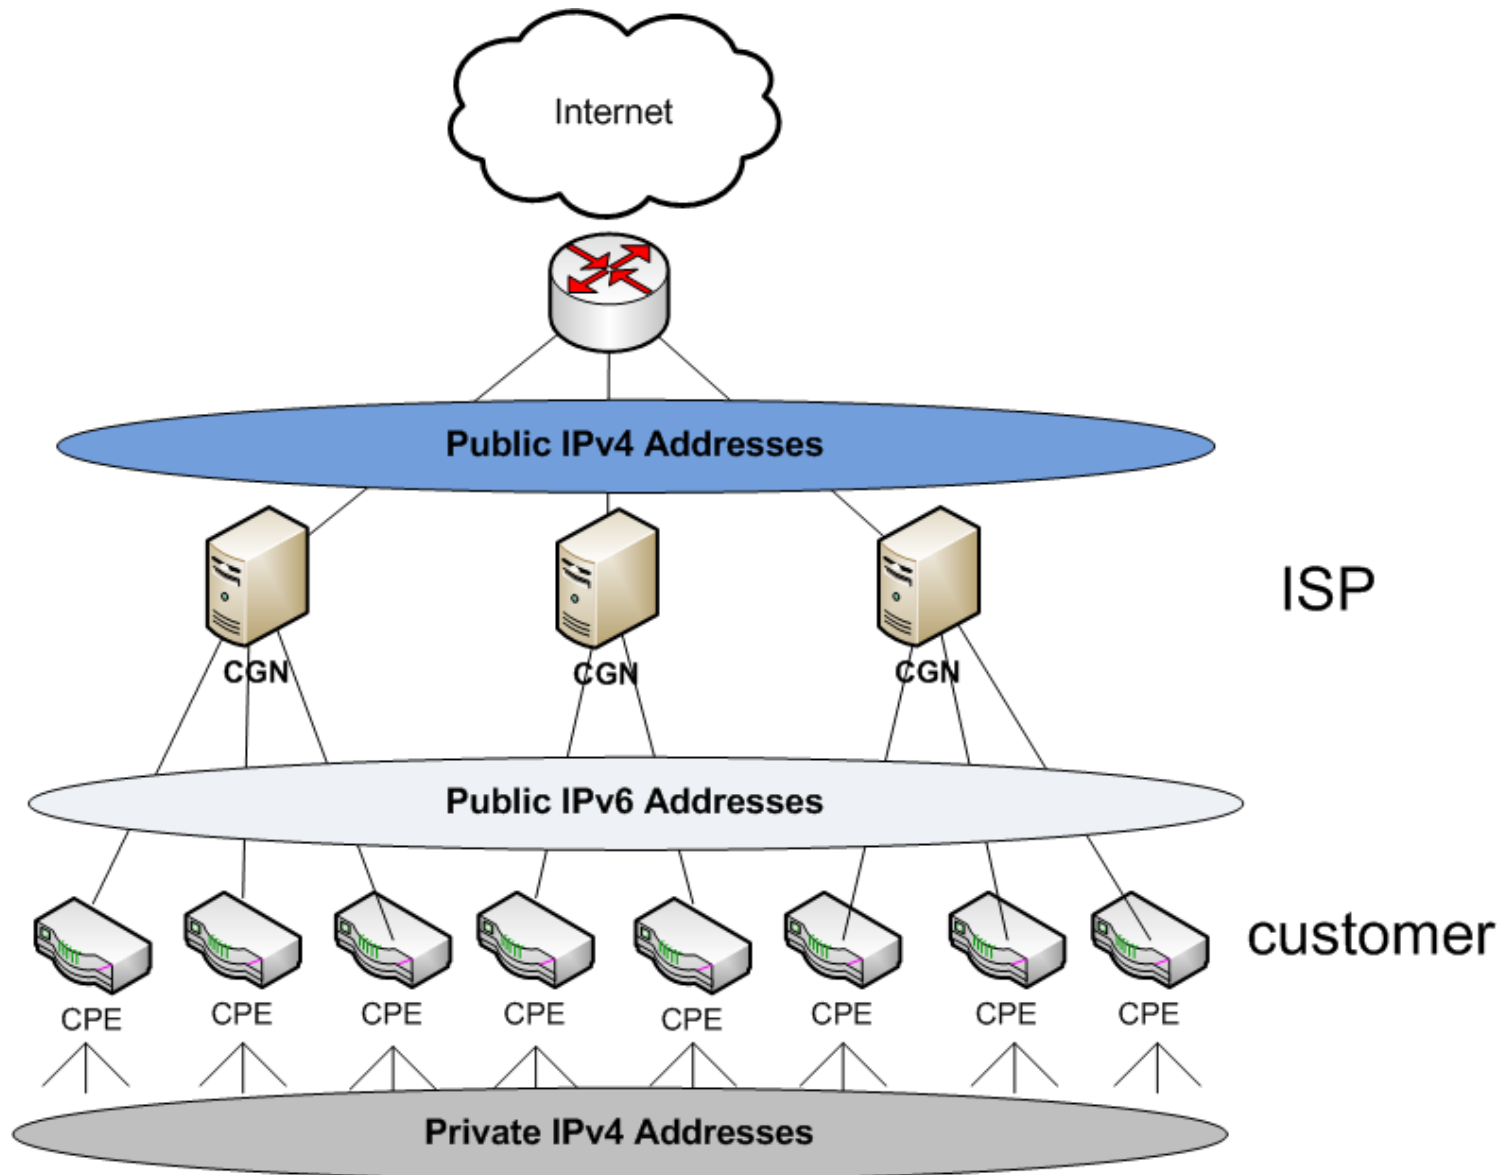 Internet
Public IPv4 Addresses
ISP
CGN
CGN
CGN
Public IPv6 Addresses
customer
CPE
CPE
CPE
CPE
CPE
CPE
CPE
CPE
Private IPv4 Addresses